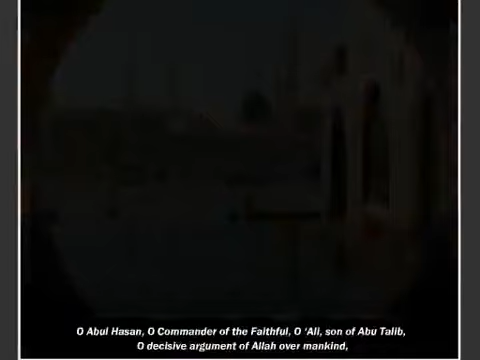 O Abul Hasan, O Commander of the Faithful, O 'Ali, son of Abu Talib,
O decisive argument of Allah over mankind,